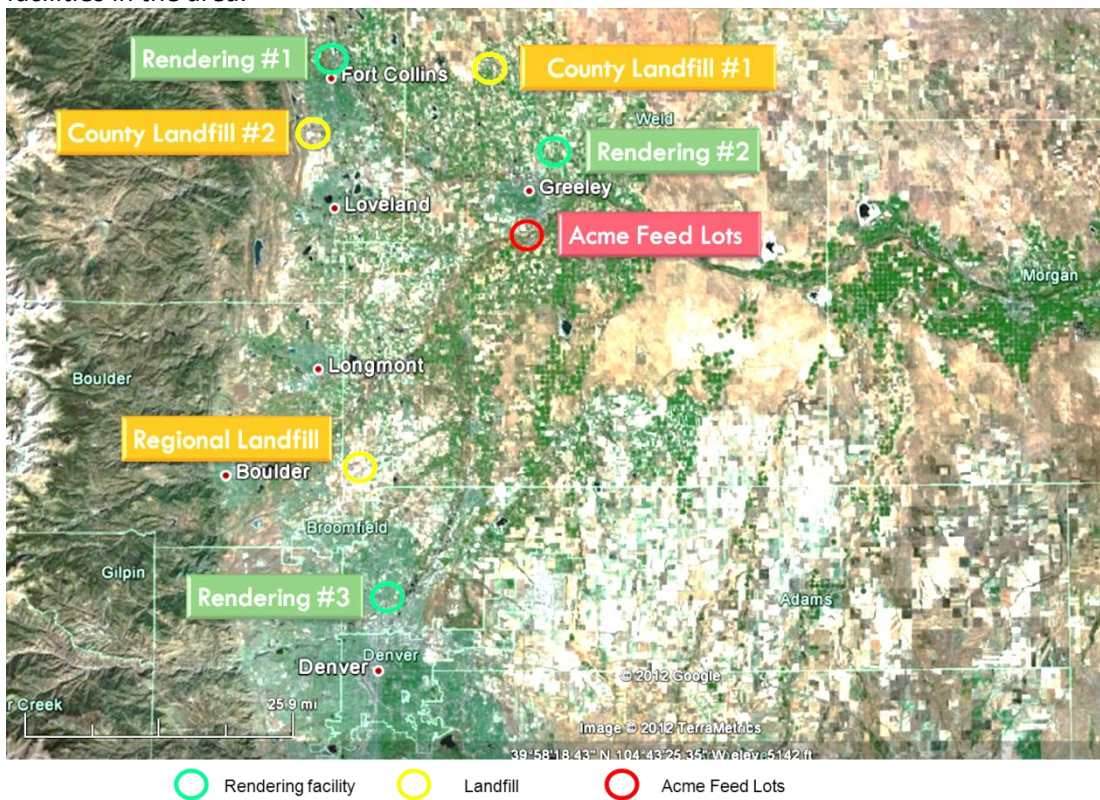 Rendering #1
Fort Collins
County Landfill #1
County Landfill #2
Weld
Rendering #2
Greeley
Loveland
Acme Feed Lots
Morgan
Longmont
Boulder
Regional Landfill
Boulder
Broomfield
Gilpin
Rendering #3
Adams
Denver
Denver
© 2012 Google
r Creek
25.9 mi
Image © 2012 TerraMetrics
39°58'18.43" N 104°43'25.35" W elev 5142 ft
Rendering facility
Landfill
Acme Feed Lots